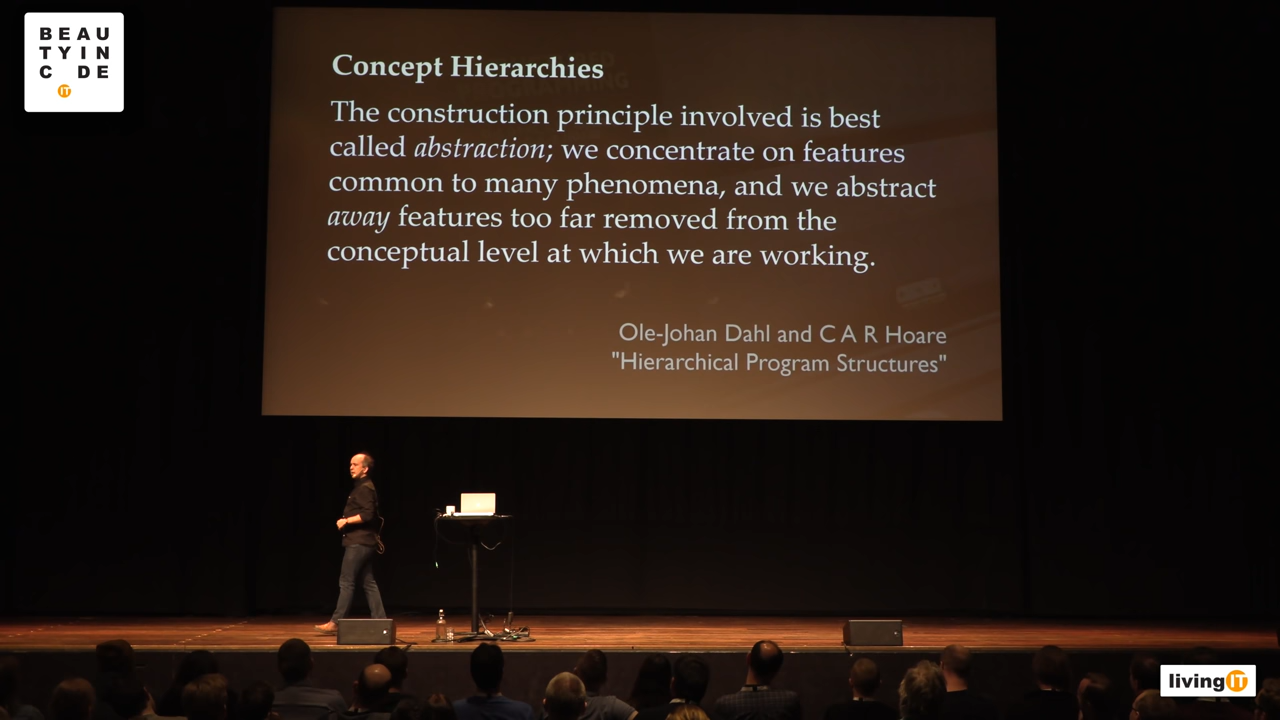 BEAU
TYIN
C DE
IT
Concept Hierarchies
The construction principle involved is best
called abstraction; we concentrate on features
common to many phenomena, and we abstract
away features too far removed from the
conceptual level at which we are working.
Ole-Johan Dahl and C A R Hoare
"Hierarchical Program Structures"
livingIT